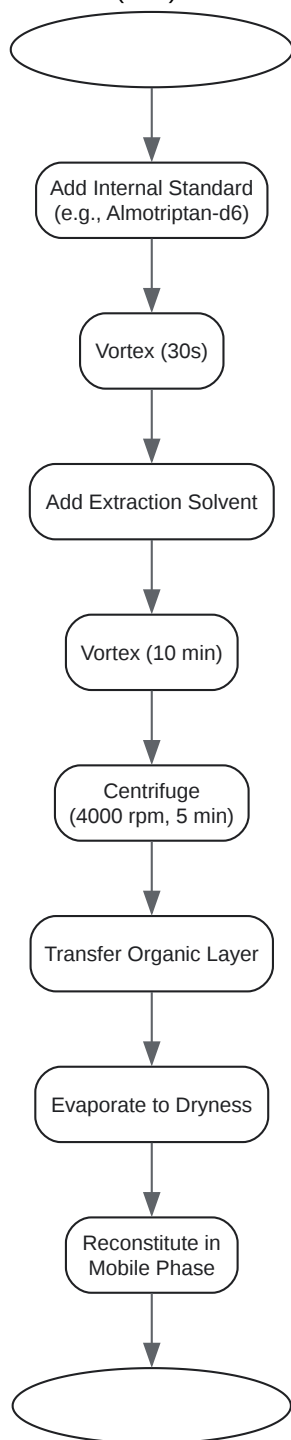 Add Internal Standard
(e.g., Almotriptan-d6)
Vortex (30s)
Add Extraction Solvent
Vortex (10 min)
Centrifuge
(4000 rpm, 5 min)
Transfer Organic Layer
Evaporate to Dryness
Reconstitute in
Mobile Phase